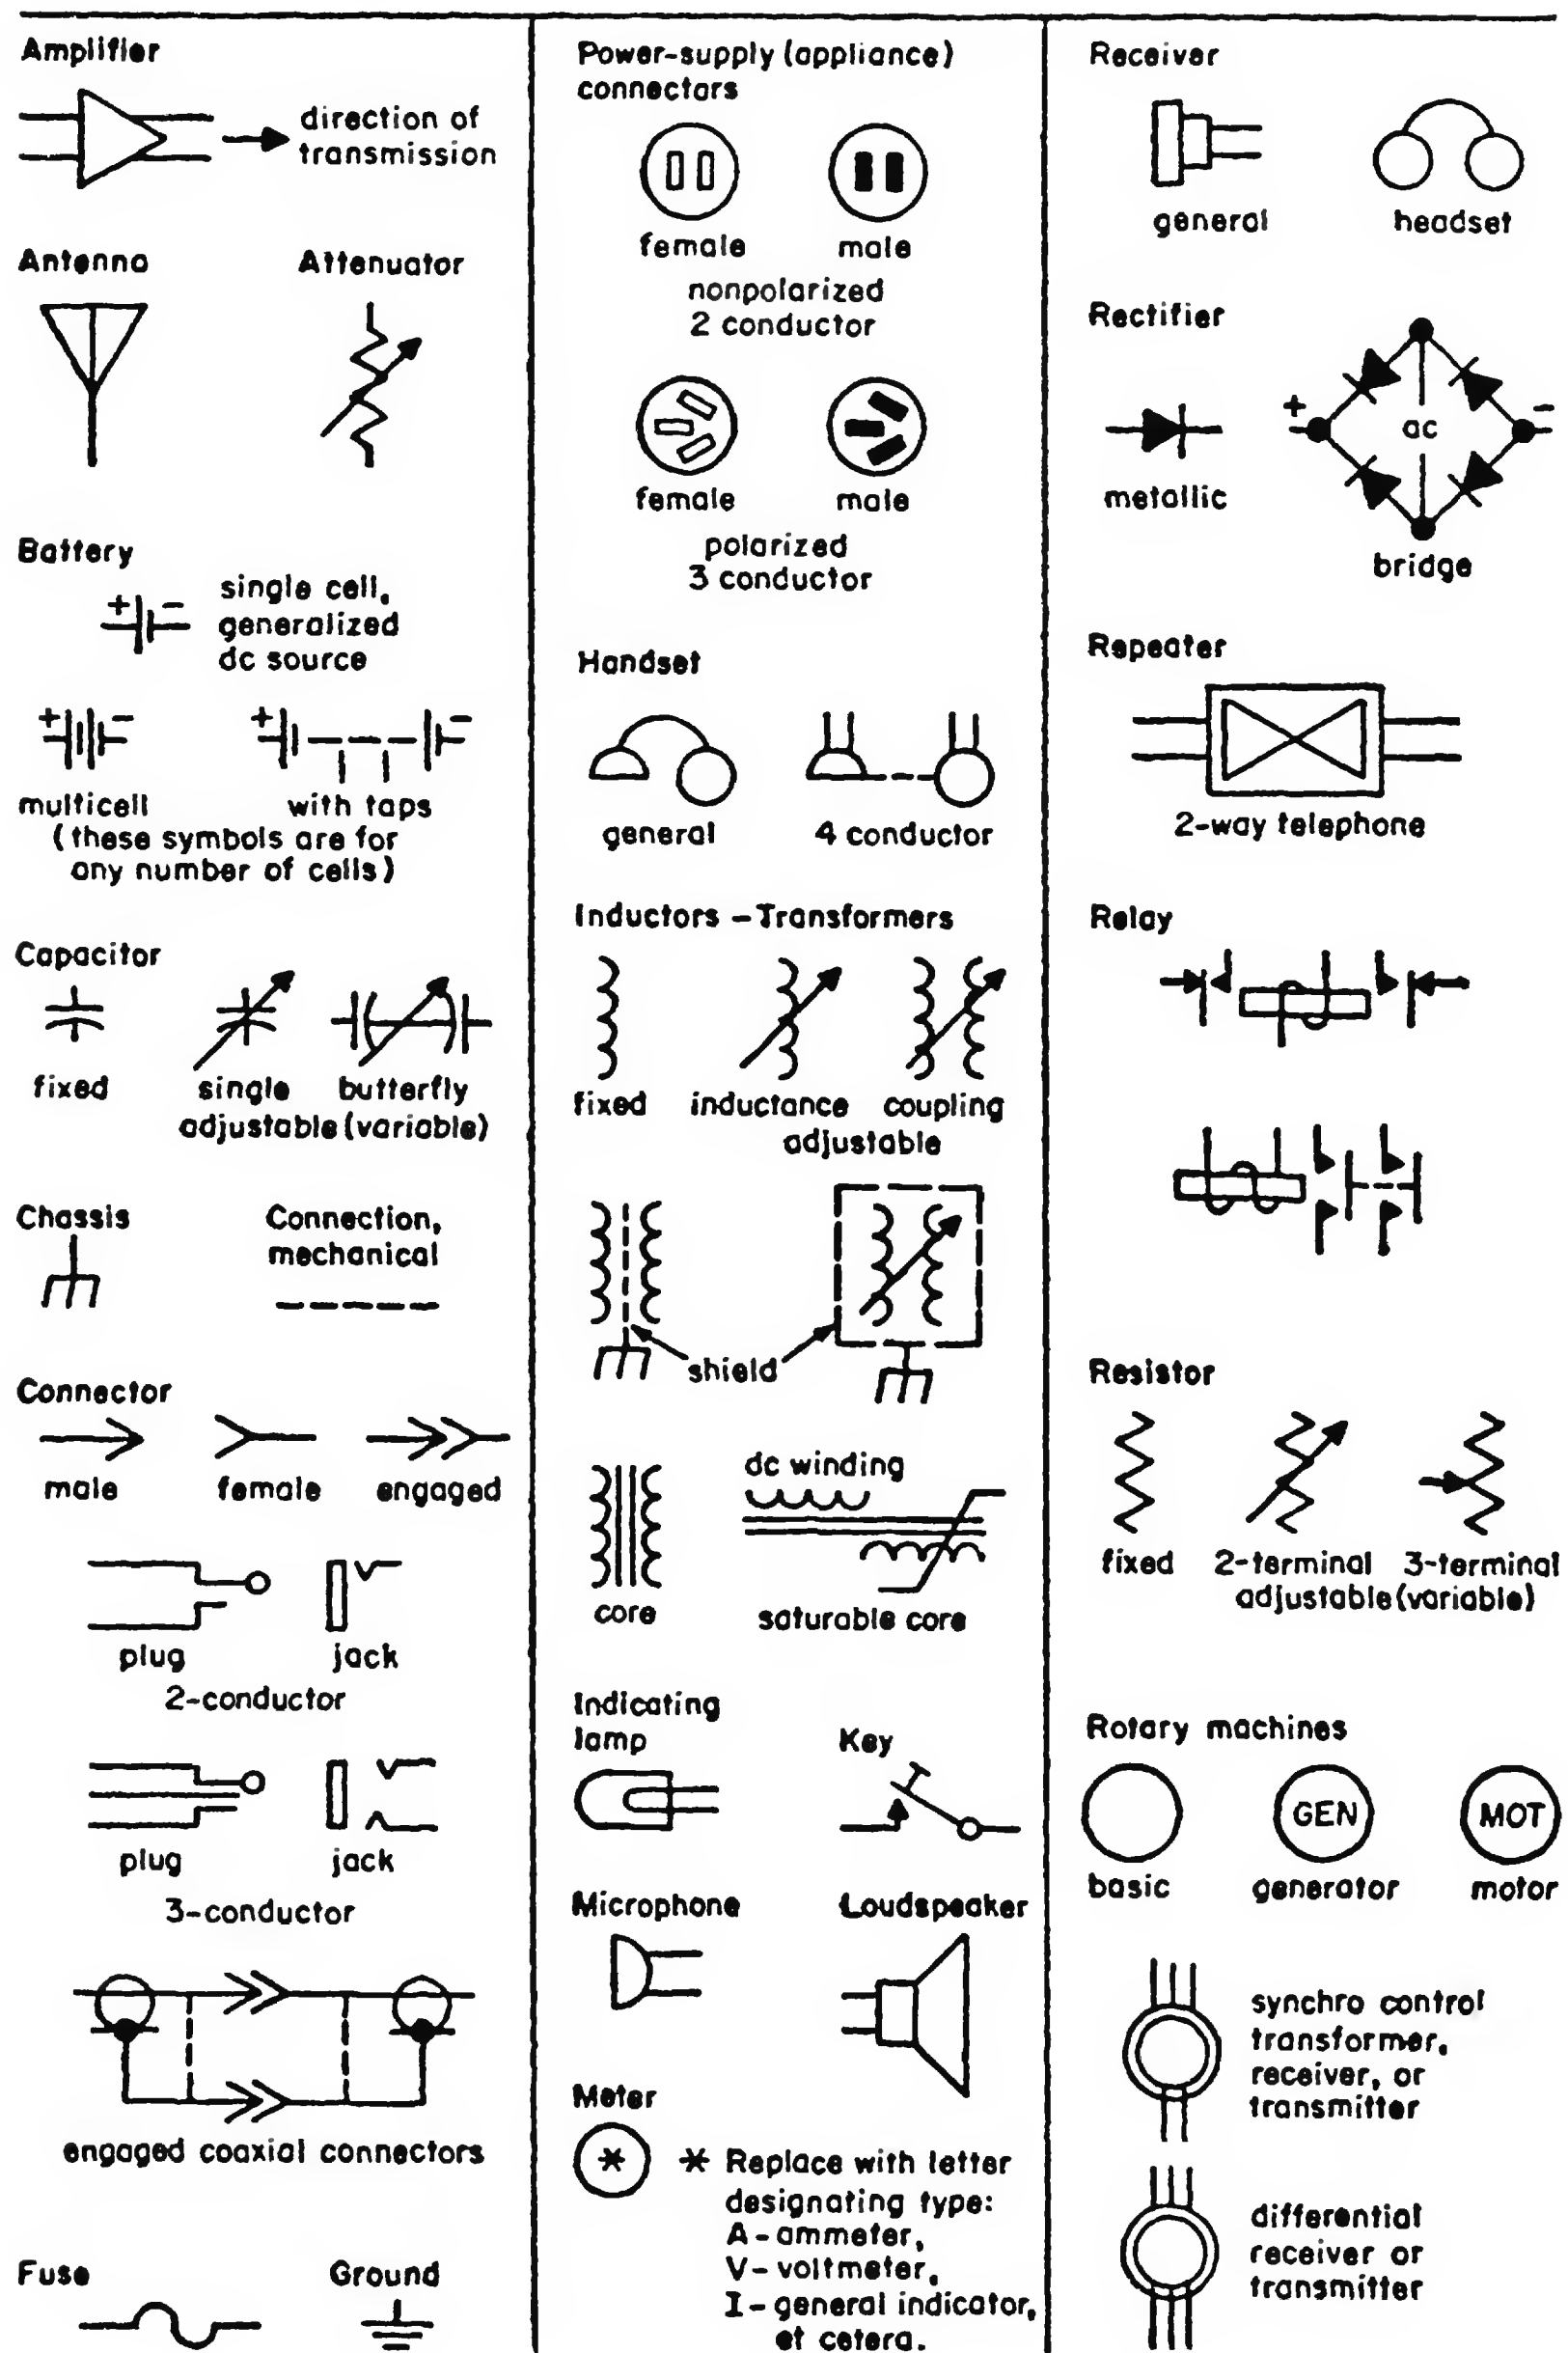 Amplifier
direction of
transmission
Antenna
Attenuator
Battery
+ -
single cell,
generalized
dc source
+ -
+ -
multicell
with taps
(these symbols are for
any number of cells)
Capacitor
fixed
single
butterfly
adjustable (variable)
Chassis
Connection,
mechanical
Connector
male
female
engaged
plug
jack
2-conductor
plug
jack
3-conductor
engaged coaxial connectors
Fuse
Ground
Power-supply (appliance)
connectors
female
male
nonpolarized
2 conductor
female
male
polarized
3 conductor
Handset
general
4 conductor
Inductors - Transformers
fixed
inductance
coupling
adjustable
shield
dc winding
core
saturable core
Indicating
lamp
Key
Microphone
Loudspeaker
Meter
*
* Replace with letter
designating type:
A - ammeter,
V - voltmeter,
I - general indicator,
et cetera.
Receiver
general
headset
Rectifier
+ ac -
metallic
bridge
Repeater
2-way telephone
Relay
Resistor
fixed
2-terminal
3-terminal
adjustable (variable)
Rotary machines
GEN
MOT
basic
generator
motor
synchro control
transformer,
receiver, or
transmitter
differential
receiver or
transmitter